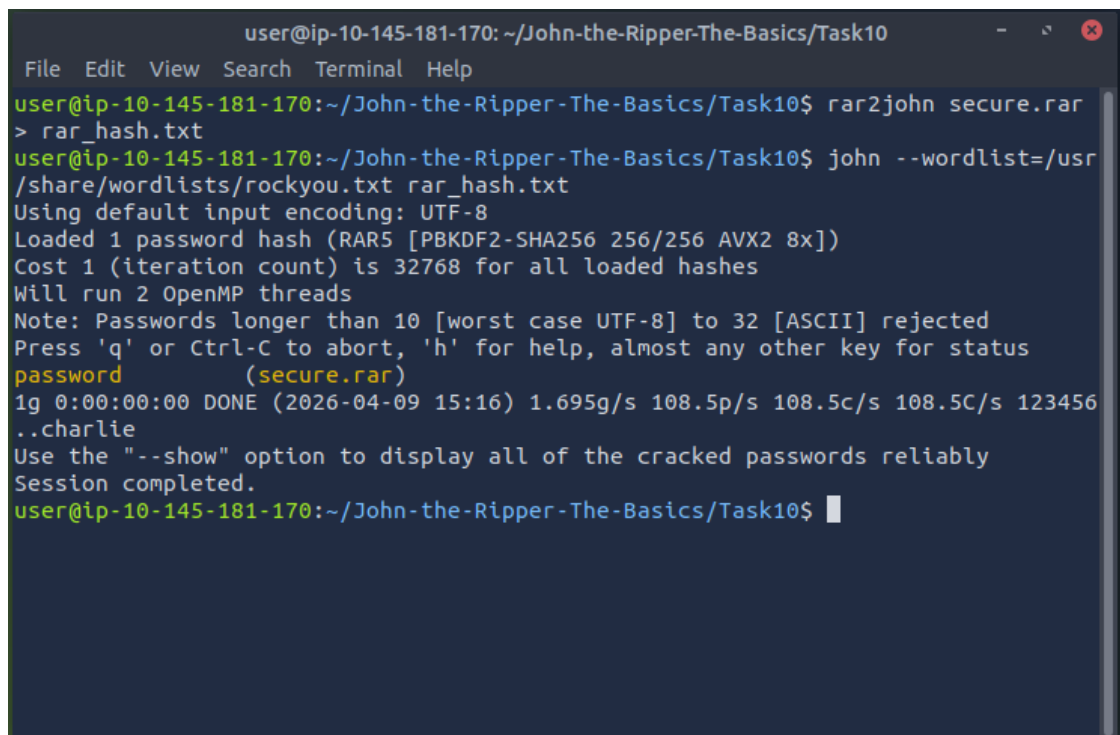 user@ip-10-145-181-170: ~/John-the-Ripper-The-Basics/Task10
File Edit View Search Terminal Help
user@ip-10-145-181-170:~/John-the-Ripper-The-Basics/Task10$ rar2john secure.rar
> rar_hash.txt
user@ip-10-145-181-170:~/John-the-Ripper-The-Basics/Task10$ john --wordlist=/usr
/share/wordlists/rockyou.txt rar_hash.txt
Using default input encoding: UTF-8
Loaded 1 password hash (RAR5 [PBKDF2-SHA256 256/256 AVX2 8x])
Cost 1 (iteration count) is 32768 for all loaded hashes
Will run 2 OpenMP threads
Note: Passwords longer than 10 [worst case UTF-8] to 32 [ASCII] rejected
Press 'q' or Ctrl-C to abort, 'h' for help, almost any other key for status
password         (secure.rar)
1g 0:00:00:00 DONE (2026-04-09 15:16) 1.695g/s 108.5p/s 108.5c/s 108.5C/s 123456
..charlie
Use the "--show" option to display all of the cracked passwords reliably
Session completed.
user@ip-10-145-181-170:~/John-the-Ripper-The-Basics/Task10$